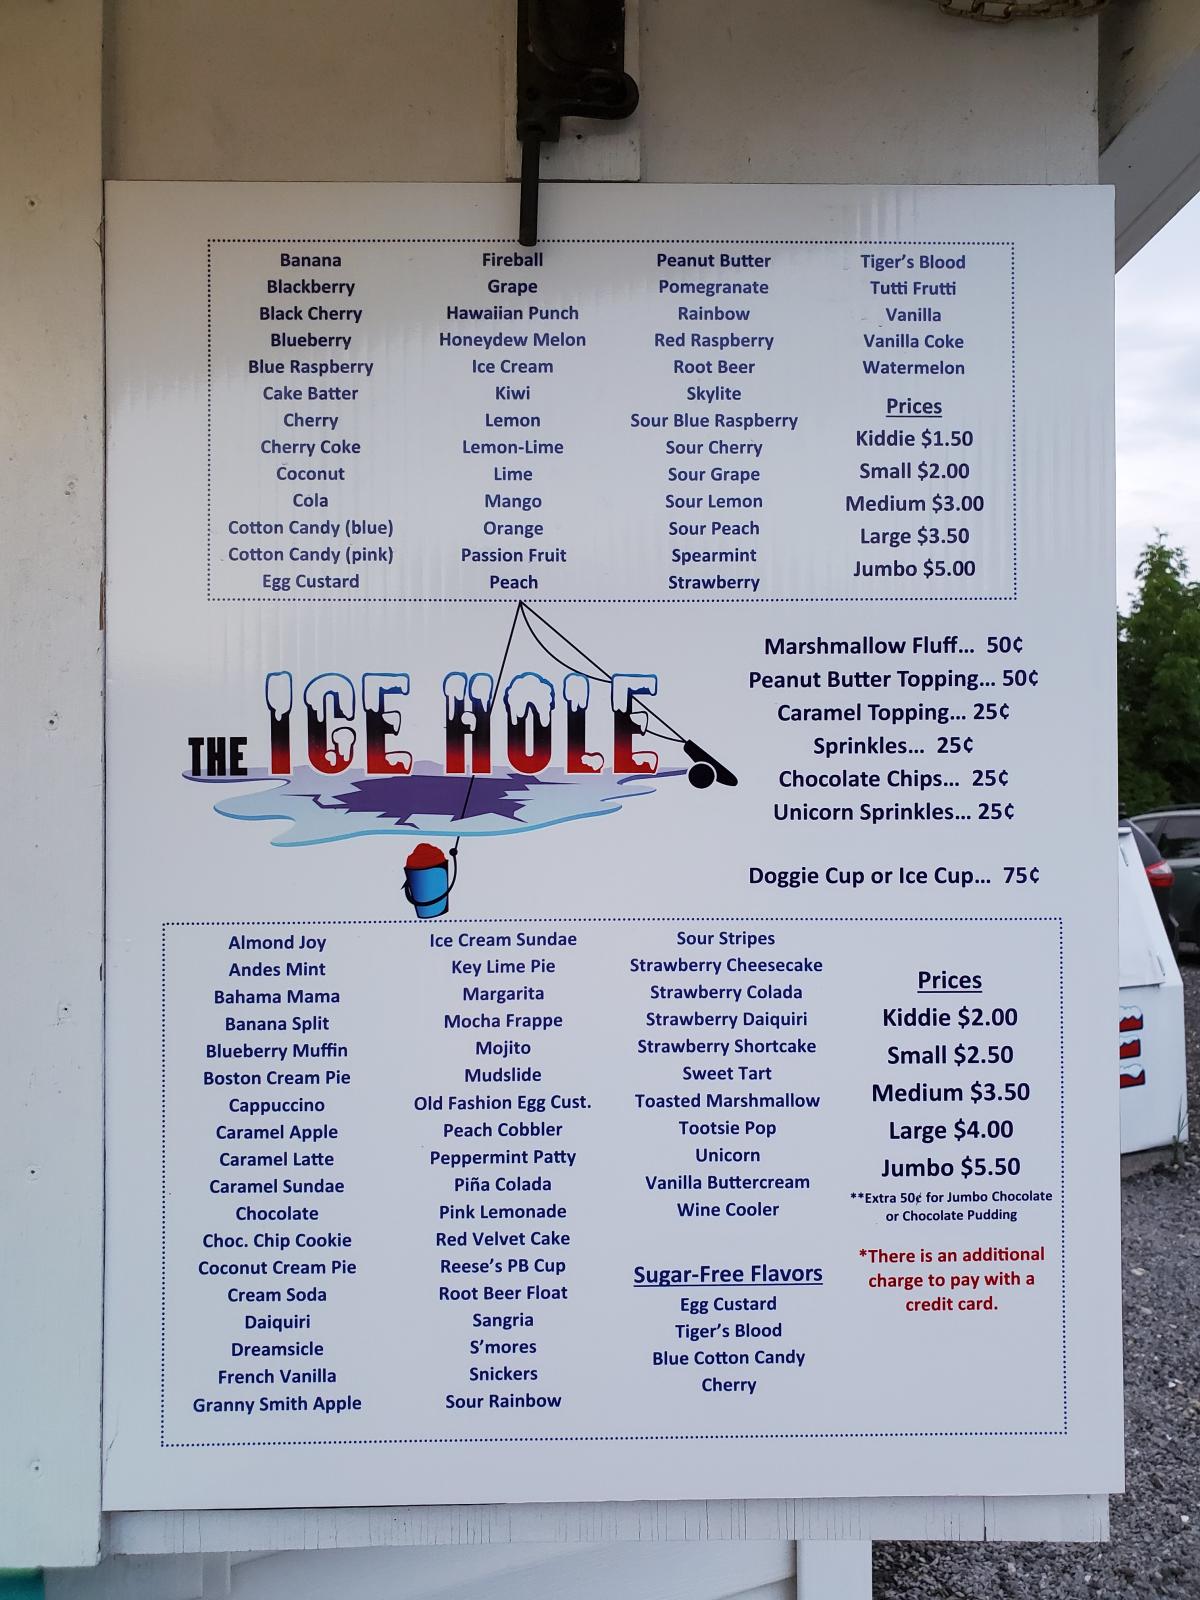 Banana
Blackberry
Black Cherry
Blueberry
Blue Raspberry
Cake Batter
Cherry
Cherry Coke
Coconut
Cola
Cotton Candy (blue)
Cotton Candy (pink)
Egg Custard
Fireball
Grape
Hawaiian Punch
Honeydew Melon
Ice Cream
Kiwi
Lemon
Lemon-Lime
Lime
Mango
Orange
Passion Fruit
Peach
Peanut Butter
Pomegranate
Rainbow
Red Raspberry
Root Beer
Skylite
Sour Blue Raspberry
Sour Cherry
Sour Grape
Sour Lemon
Sour Peach
Spearmint
Strawberry
Tiger's Blood
Tutti Frutti
Vanilla
Vanilla Coke
Watermelon
Prices
Kiddie $1.50
Small $2.00
Medium $3.00
Large $3.50
Jumbo $5.00
THE ICE HOLE
Marshmallow Fluff... 50¢
Peanut Butter Topping... 50¢
Caramel Topping... 25¢
Sprinkles... 25¢
Chocolate Chips... 25¢
Unicorn Sprinkles... 25¢
Doggie Cup or Ice Cup... 75¢
Almond Joy
Andes Mint
Bahama Mama
Banana Split
Blueberry Muffin
Boston Cream Pie
Cappuccino
Caramel Apple
Caramel Latte
Caramel Sundae
Chocolate
Choc. Chip Cookie
Coconut Cream Pie
Cream Soda
Daiquiri
Dreamsicle
French Vanilla
Granny Smith Apple
Ice Cream Sundae
Key Lime Pie
Margarita
Mocha Frappe
Mojito
Mudslide
Old Fashion Egg Cust.
Peach Cobbler
Peppermint Patty
Piña Colada
Pink Lemonade
Red Velvet Cake
Reese's PB Cup
Root Beer Float
Sangria
S'mores
Snickers
Sour Rainbow
Sour Stripes
Strawberry Cheesecake
Strawberry Colada
Strawberry Daiquiri
Strawberry Shortcake
Sweet Tart
Toasted Marshmallow
Tootsie Pop
Unicorn
Vanilla Buttercream
Wine Cooler
Sugar-Free Flavors
Egg Custard
Tiger's Blood
Blue Cotton Candy
Cherry
Prices
Kiddie $2.00
Small $2.50
Medium $3.50
Large $4.00
Jumbo $5.50
**Extra 50¢ for Jumbo Chocolate
or Chocolate Pudding
*There is an additional
charge to pay with a
credit card.